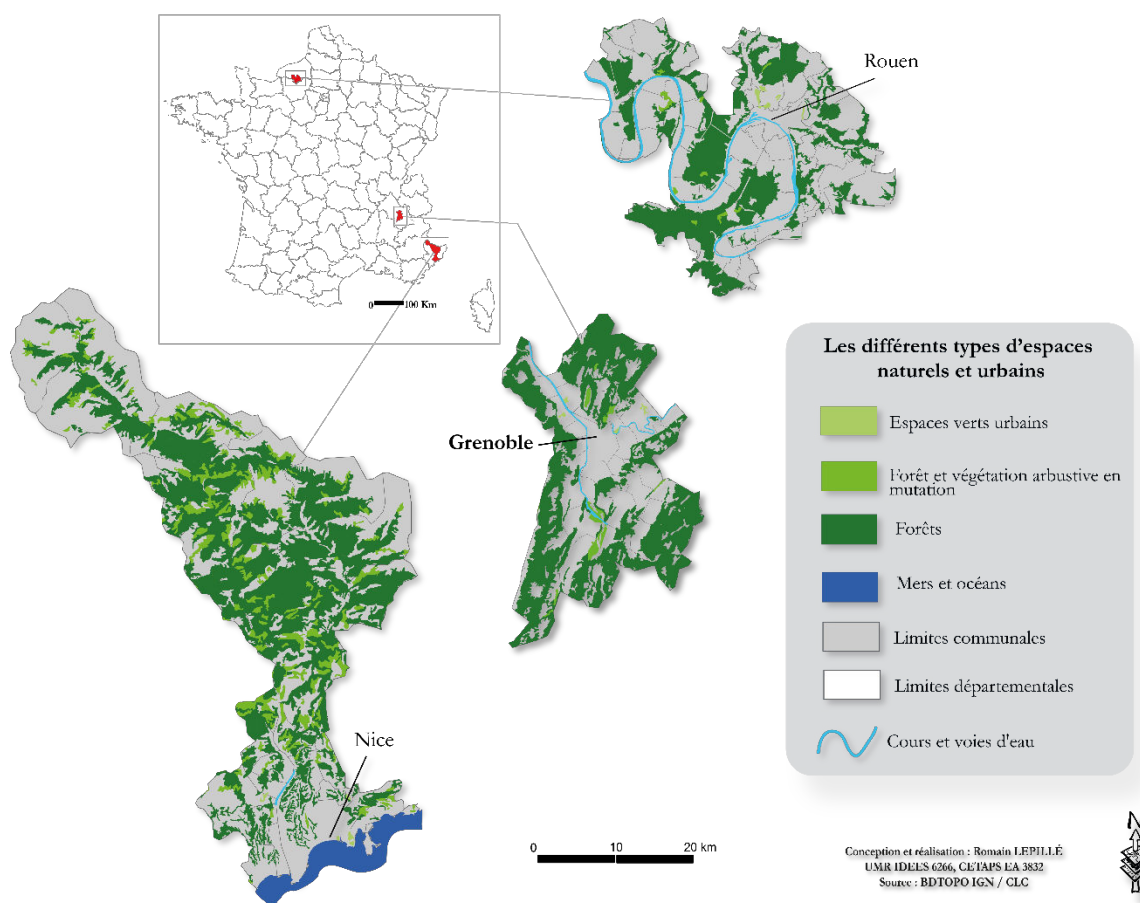 Rouen
0 100 Km
Grenoble
Nice
Les différents types d’espaces
naturels et urbains
Espaces verts urbains
Forêt et végétation arbustive en
mutation
Forêts
Mers et océans
Limites communales
Limites départementales
Cours et voies d'eau
0 10 20 km
Conception et réalisation : Romain LEPILLÉ
UMR IDEES 6266, CETAPS EA 3832
Source : BDTOPO IGN / CLC
N